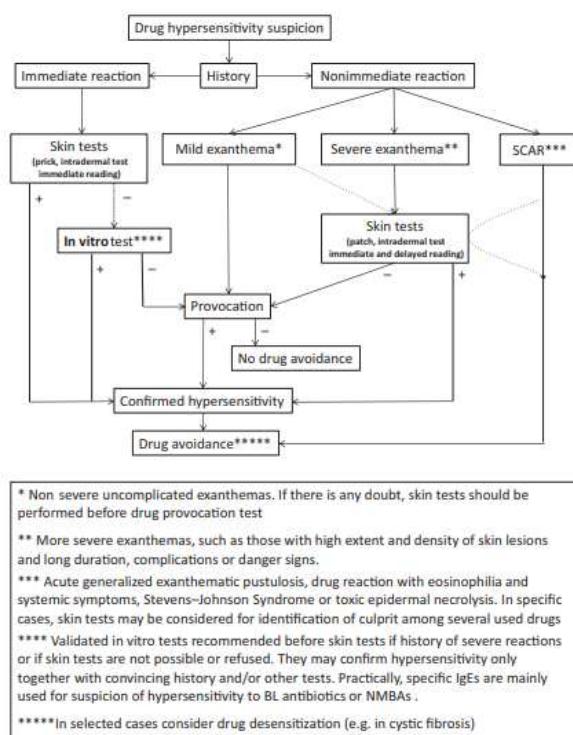 Drug hypersensitivity suspicion
Immediate reaction
History
Nonimmediate reaction
Skin tests
(prick, intradermal test
immediate reading)
Mild exanthema*
Severe exanthema**
SCAR***
+
−
In vitro test****
Skin tests
(patch, intradermal test
immediate and delayed reading)
+
−
−
+
Provocation
+
−
No drug avoidance
Confirmed hypersensitivity
Drug avoidance*****
* Non severe uncomplicated exanthemas. If there is any doubt, skin tests should be
performed before drug provocation test
** More severe exanthemas, such as those with high extent and density of skin lesions
and long duration, complications or danger signs.
*** Acute generalized exanthematic pustulosis, drug reaction with eosinophilia and
systemic symptoms, Stevens–Johnson Syndrome or toxic epidermal necrolysis. In specific
cases, skin tests may be considered for identification of culprit among several used drugs
**** Validated in vitro tests recommended before skin tests if history of severe reactions
or if skin tests are not possible or refused. They may confirm hypersensitivity only
together with convincing history and/or other tests. Practically, specific IgEs are mainly
used for suspicion of hypersensitivity to BL antibiotics or NMBAs .
*****In selected cases consider drug desensitization (e.g. in cystic fibrosis)